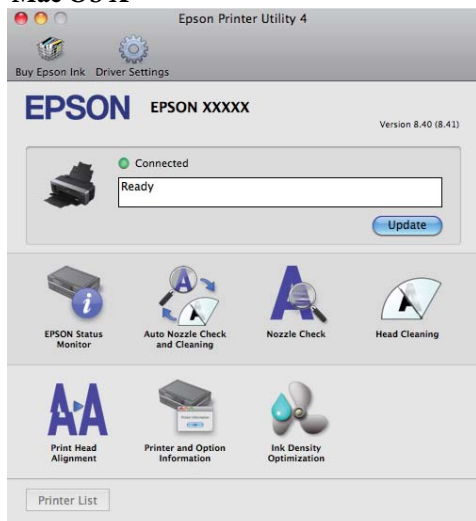 Mac OS X
Epson Printer Utility 4
Buy Epson Ink Driver Settings
EPSON EPSON XXXXX
Version 8.40 (8.41)
Connected
Ready
Update
EPSON Status
Monitor
Auto Nozzle Check
and Cleaning
Nozzle Check
Head Cleaning
Print Head
Alignment
Printer and Option
Information
Ink Density
Optimization
Printer List